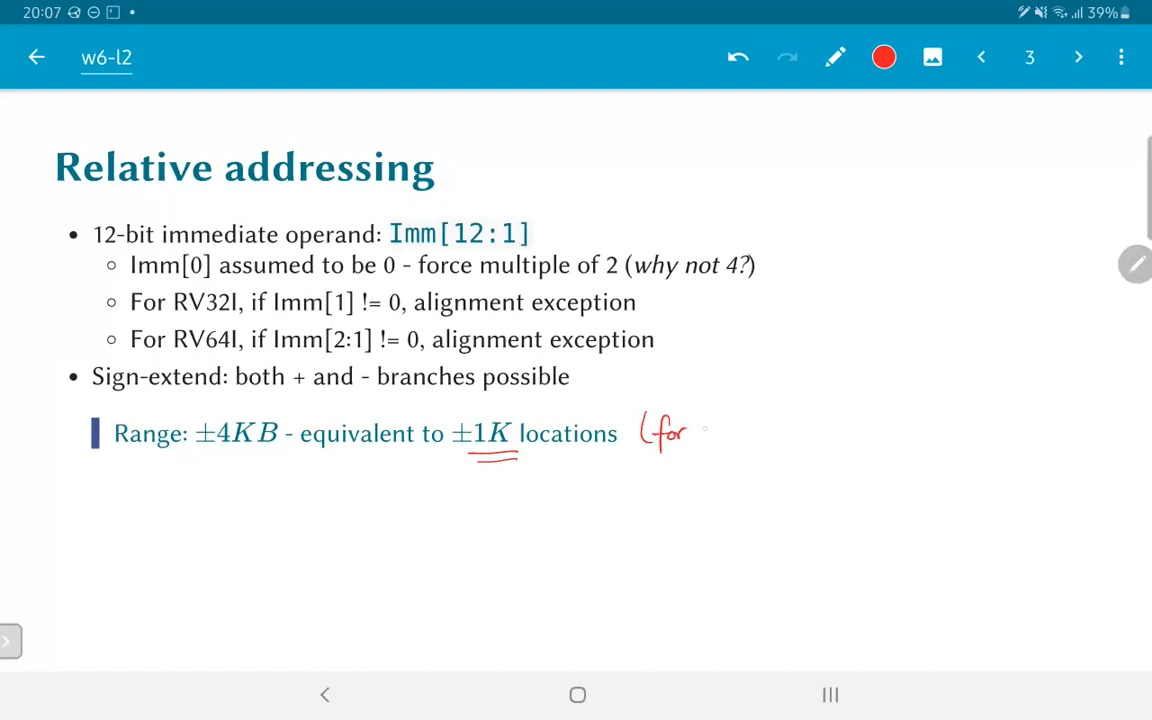 20:07 39%
w6-l2 3
Relative addressing
• 12-bit immediate operand: Imm[12:1]
○ Imm[0] assumed to be 0 - force multiple of 2 (why not 4?)
○ For RV32I, if Imm[1] != 0, alignment exception
○ For RV64I, if Imm[2:1] != 0, alignment exception
• Sign-extend: both + and - branches possible
Range: ±4KB - equivalent to ±1K locations (for